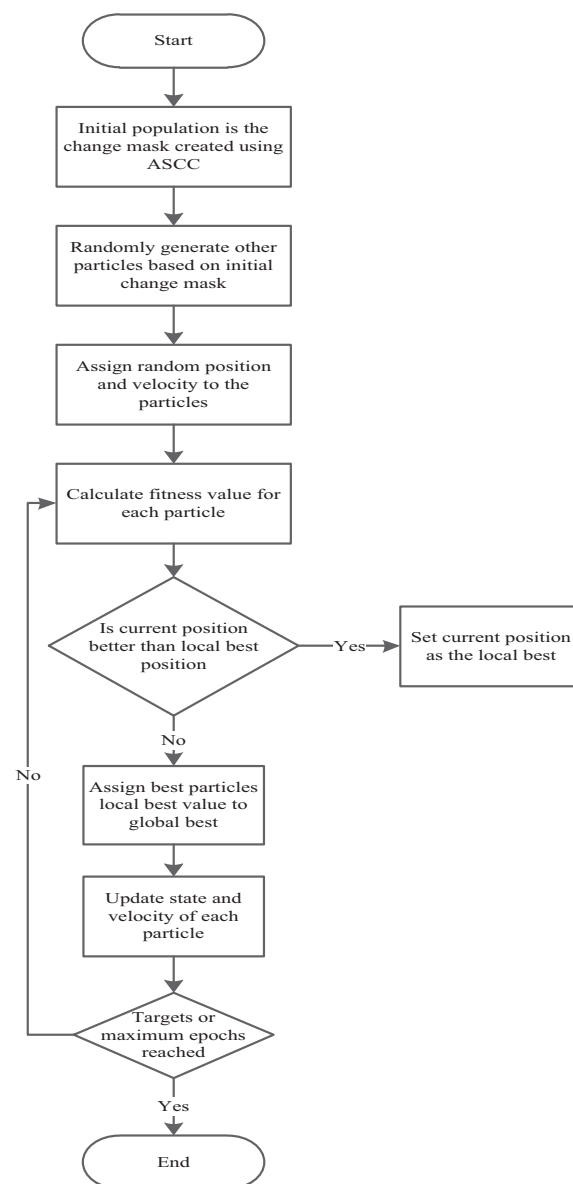 Start
Initial population is the
change mask created using
ASCC
Randomly generate other
particles based on initial
change mask
Assign random position
and velocity to the
particles
Calculate fitness value for
each particle
Is current position
better than local best
position
Yes
Set current position
as the local best
No
Assign best particles
local best value to
global best
No
Update state and
velocity of each
particle
Targets or
maximum epochs
reached
Yes
End